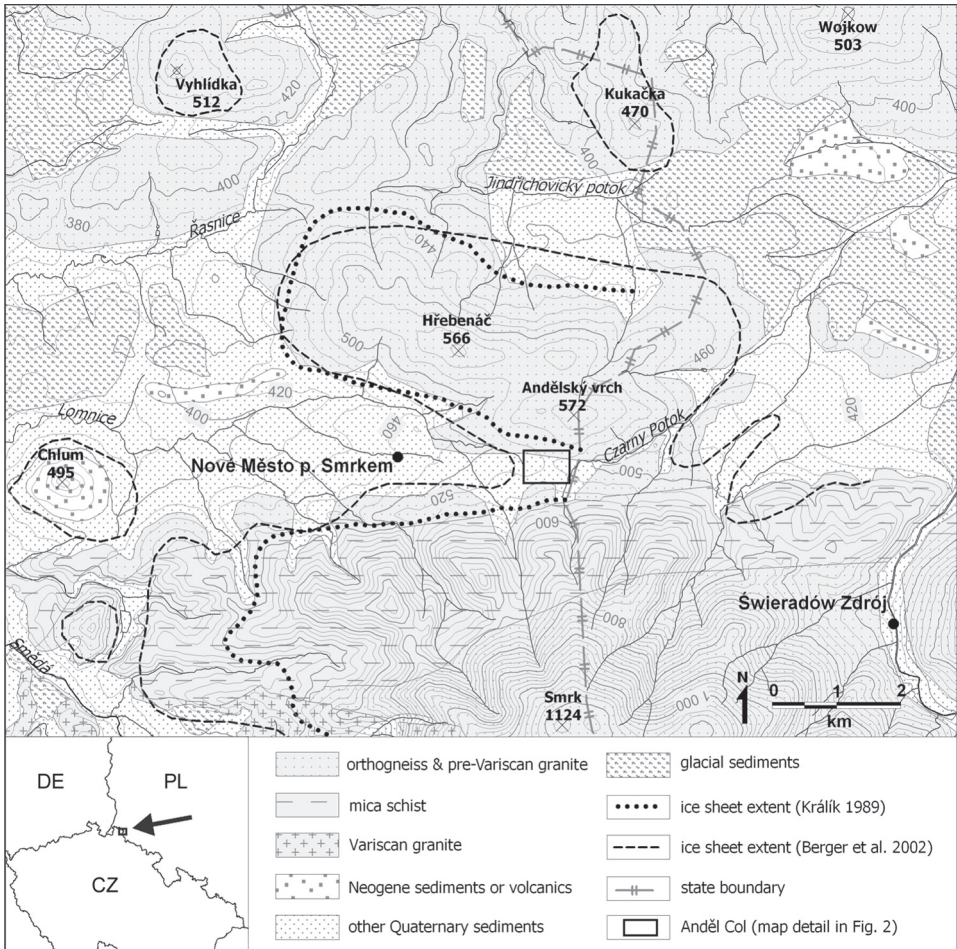 Wojkow
503
Vyhlídka
512
420
Kukačka
470
400
400
400
Jindřichovický potok
380
Řasnice
440
Hřebenáč
566
500
460
Andělský vrch
572
420
400
Lomnice
420
460
Czarny Potok
Chlum
495
Nové Město p. Smrkem
500
520
600
Świeradów Zdrój
800
Smědá
Smrk
1124
1 000
N
0 1 2
km
DE
PL
CZ
orthogneiss & pre-Variscan granite
mica schist
Variscan granite
Neogene sediments or volcanics
other Quaternary sediments
glacial sediments
ice sheet extent (Králík 1989)
ice sheet extent (Berger et al. 2002)
state boundary
Anděl Col (map detail in Fig. 2)